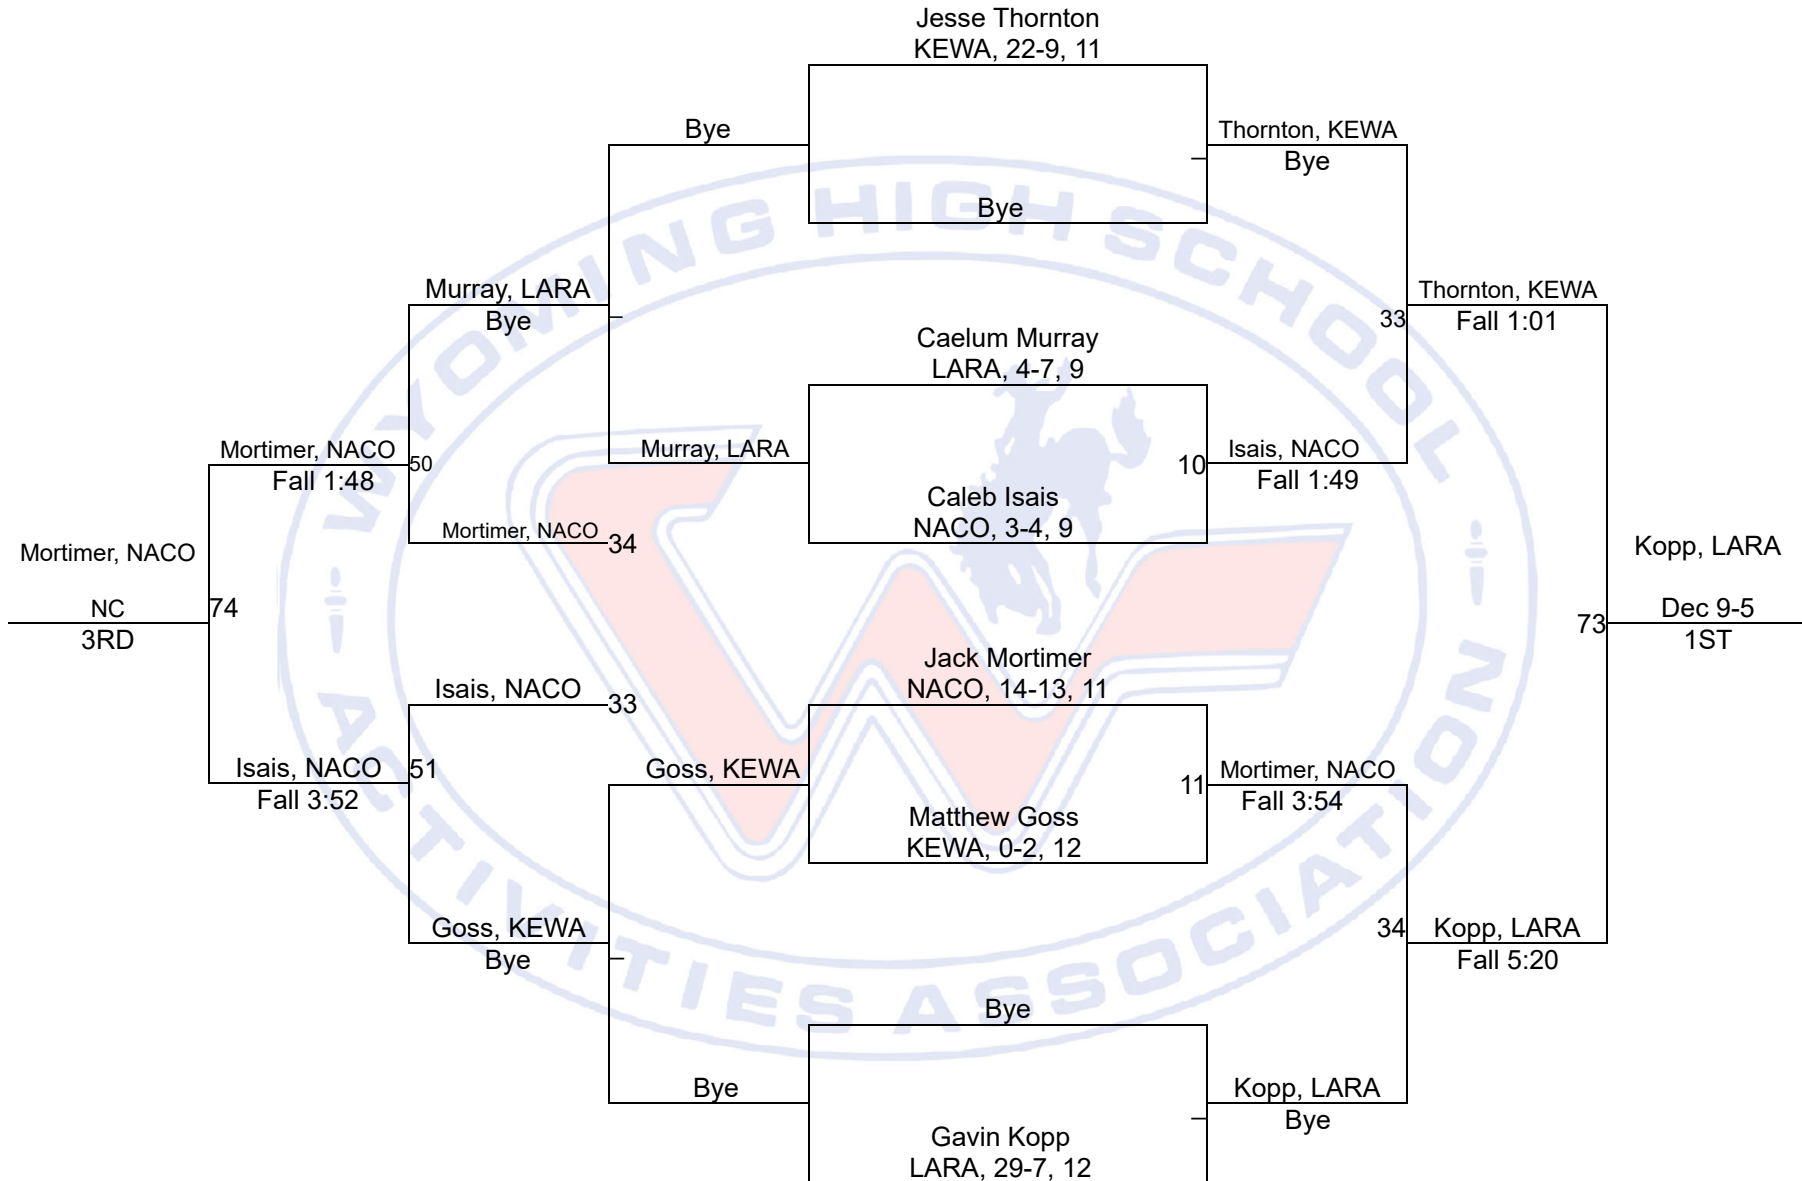 Jesse Thornton
KEWA, 22-9, 11
Bye
Thornton, KEWA
Bye
Bye
Murray, LARA
Bye
Thornton, KEWA
33
Fall 1:01
Caelum Murray
LARA, 4-7, 9
Mortimer, NACO
50
Fall 1:48
Murray, LARA
10
Isais, NACO
Fall 1:49
Caleb Isais
NACO, 3-4, 9
Mortimer, NACO
34
Mortimer, NACO
NC
74
3RD
Kopp, LARA
73
Dec 9-5
1ST
Jack Mortimer
NACO, 14-13, 11
Isais, NACO
33
Isais, NACO
51
Fall 3:52
Goss, KEWA
11
Mortimer, NACO
Fall 3:54
Matthew Goss
KEWA, 0-2, 12
Goss, KEWA
Bye
34
Kopp, LARA
Fall 5:20
Bye
Bye
Kopp, LARA
Bye
Gavin Kopp
LARA, 29-7, 12
WYOMING HIGH SCHOOL
ACTIVITIES ASSOCIATION